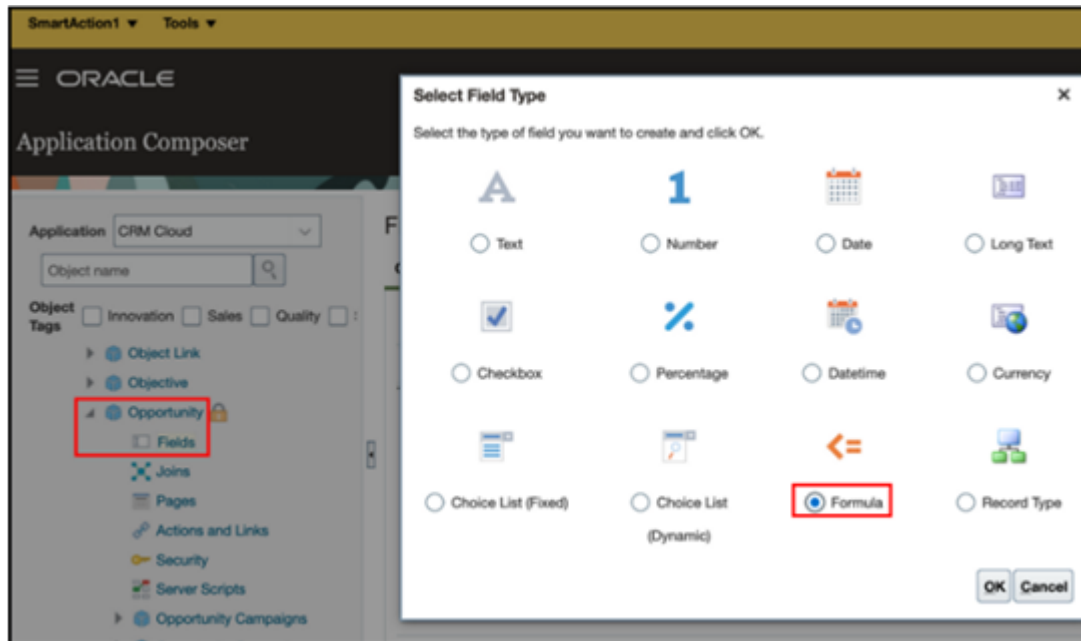 SmartAction1 ▼ Tools ▼
ORACLE
Application Composer
Application CRM Cloud
Object name
Object Tags Innovation Sales Quality
Object Link
Objective
Opportunity
Fields
Joins
Pages
Actions and Links
Security
Server Scripts
Opportunity Campaigns
F
Select Field Type
Select the type of field you want to create and click OK.
A 1
Text Number Date Long Text
Checkbox Percentage Datetime Currency
Choice List (Fixed) Choice List (Dynamic) Formula Record Type
OK Cancel